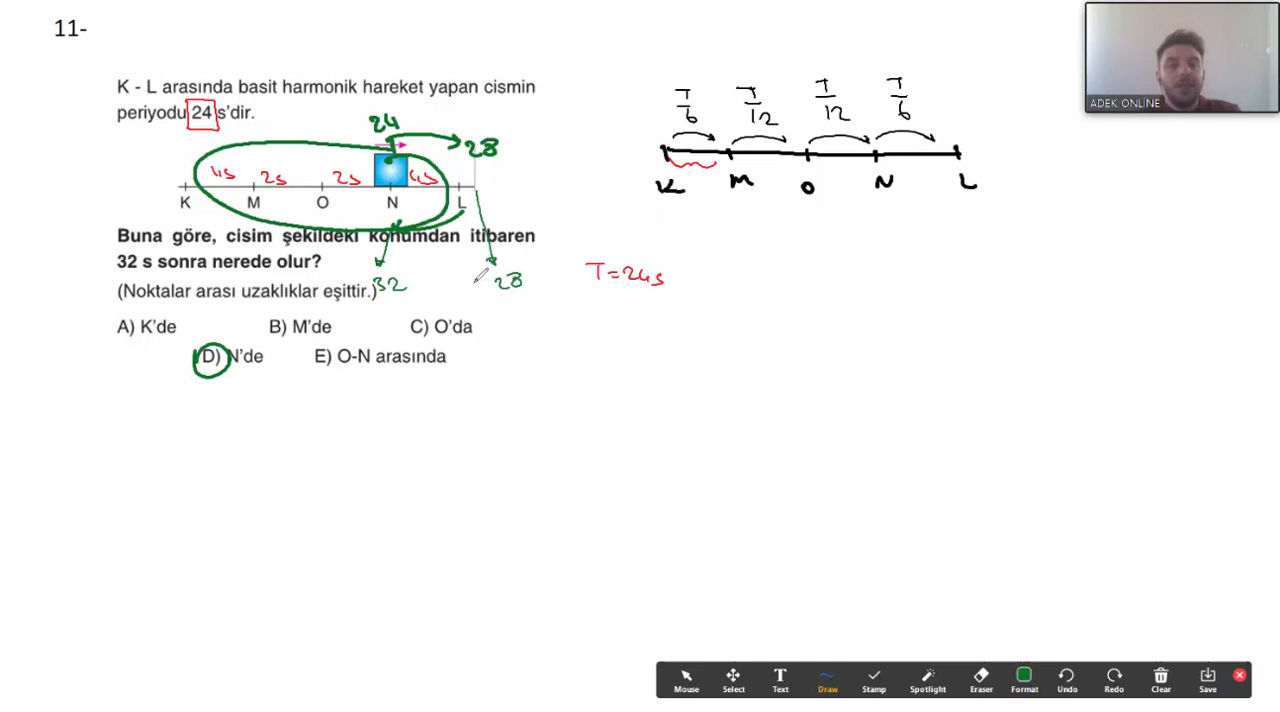 11-
K - L arasında basit harmonik hareket yapan cismin
periyodu 24 s'dir.
24
28
4s 2s 2s 4s
K M O N L
Buna göre, cisim şekildeki konumdan itibaren
32 s sonra nerede olur?
(Noktalar arası uzaklıklar eşittir.)
32
28
A) K'de B) M'de C) O'da
D) N'de E) O-N arasında
T/6 T/12 T/12 T/6
K M O N L
T=24s
ADEK ONLİNE
Mouse Select Text Draw Stamp Spotlight Eraser Format Undo Redo Clear Save